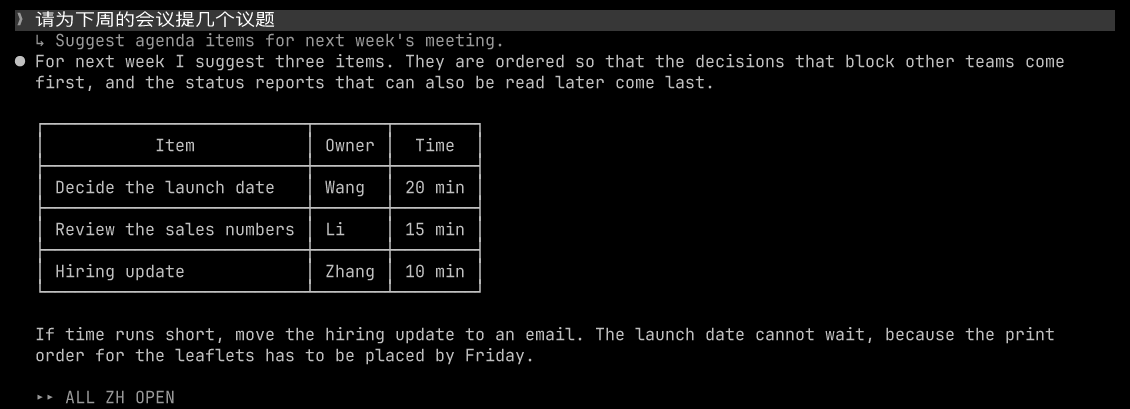 ❯ 请为下周的会议提几个议题
↳ Suggest agenda items for next week's meeting.
● For next week I suggest three items. They are ordered so that the decisions that block other teams come
first, and the status reports that can also be read later come last.
Item Owner Time
Decide the launch date Wang 20 min
Review the sales numbers Li 15 min
Hiring update Zhang 10 min
If time runs short, move the hiring update to an email. The launch date cannot wait, because the print
order for the leaflets has to be placed by Friday.
▸▸ ALL ZH OPEN